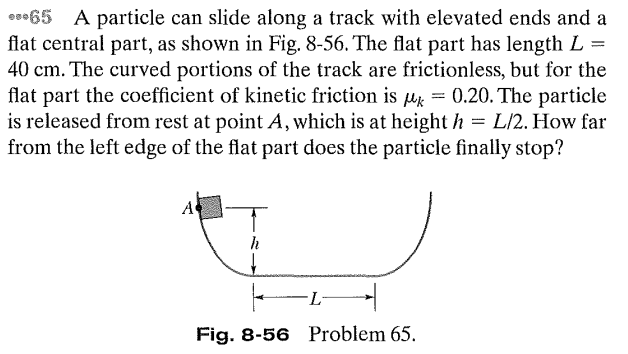 •••65 A particle can slide along a track with elevated ends and a
flat central part, as shown in Fig. 8-56. The flat part has length L =
40 cm. The curved portions of the track are frictionless, but for the
flat part the coefficient of kinetic friction is μk = 0.20. The particle
is released from rest at point A, which is at height h = L/2. How far
from the left edge of the flat part does the particle finally stop?
A
h
L
Fig. 8-56 Problem 65.